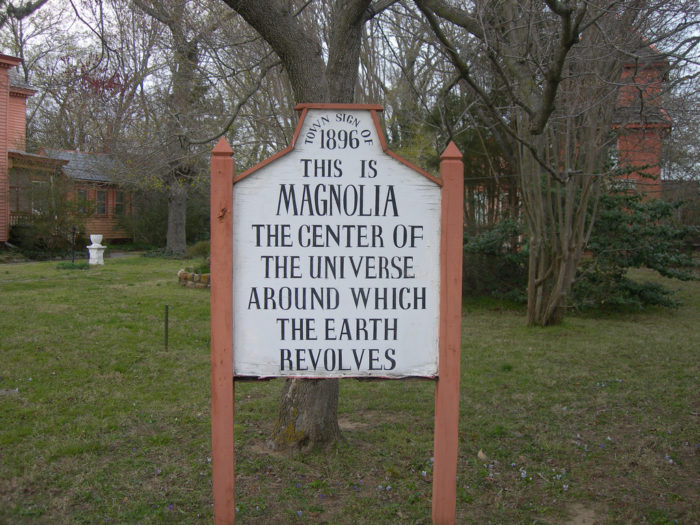 TOWN SIGN OF
1896
THIS IS
MAGNOLIA
THE CENTER OF
THE UNIVERSE
AROUND WHICH
THE EARTH
REVOLVES